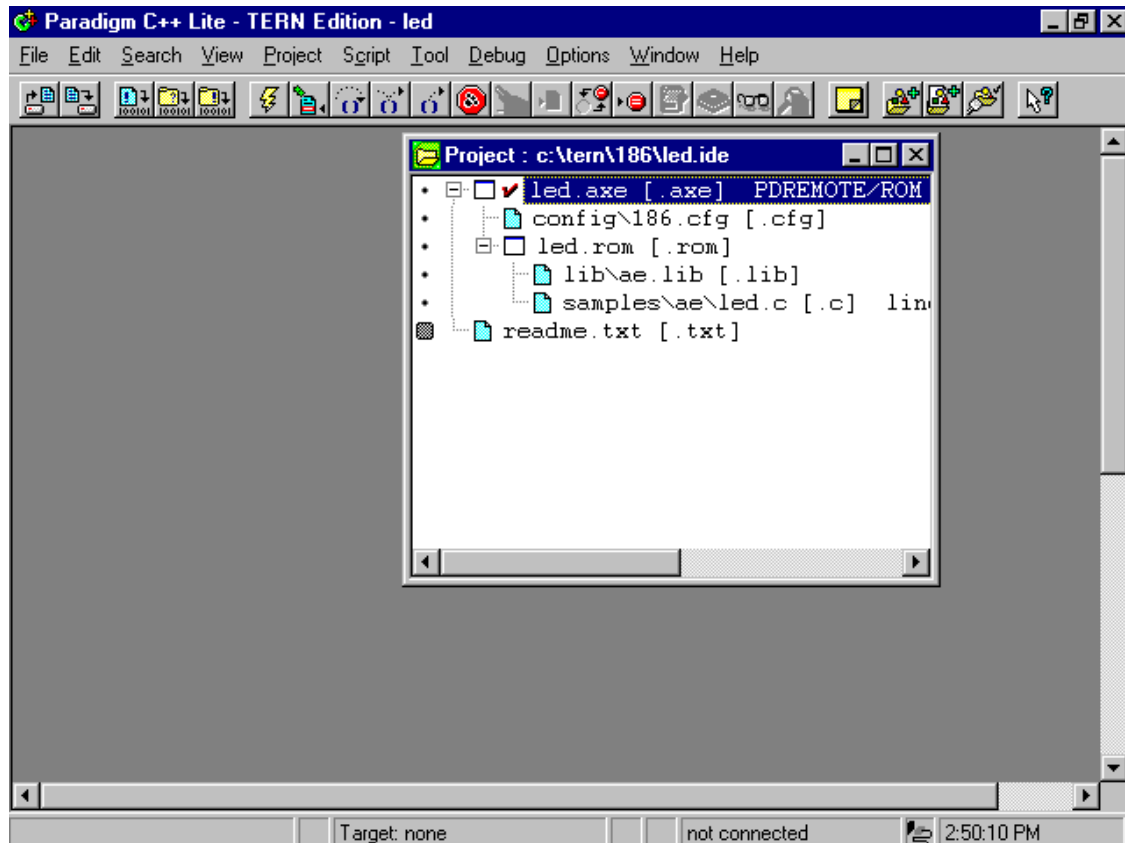 Paradigm C++ Lite - TERN Edition - led
File Edit Search View Project Script Tool Debug Options Window Help
Project : c:\tern\186\led.ide
led.axe [.axe] PDREMOTE/ROM
config\186.cfg [.cfg]
led.rom [.rom]
lib\ae.lib [.lib]
samples\ae\led.c [.c] lin
readme.txt [.txt]
Target: none not connected 2:50:10 PM